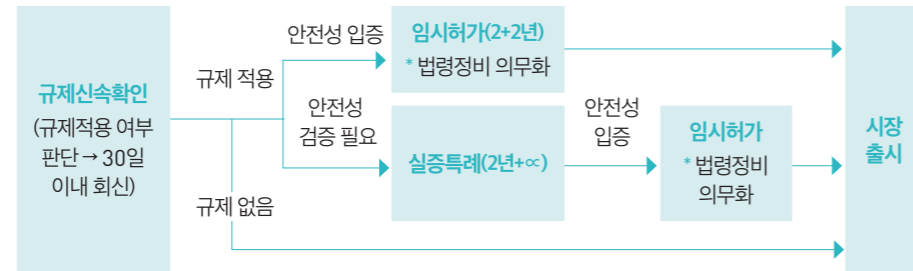 규제신속확인
(규제적용 여부
판단 → 30일
이내 회신)
규제 적용
규제 없음
안전성 입증
임시허가(2+2년)
* 법령정비 의무화
안전성
검증 필요
실증특례(2년+∝)
안전성
입증
임시허가
* 법령정비
의무화
시장
출시